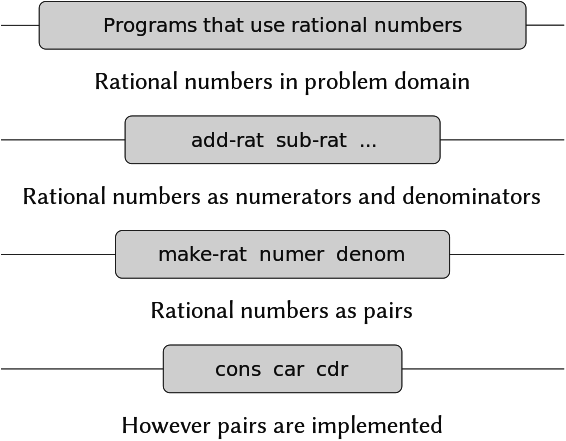 Programs that use rational numbers
Rational numbers in problem domain
add-rat sub-rat ...
Rational numbers as numerators and denominators
make-rat numer denom
Rational numbers as pairs
cons car cdr
However pairs are implemented